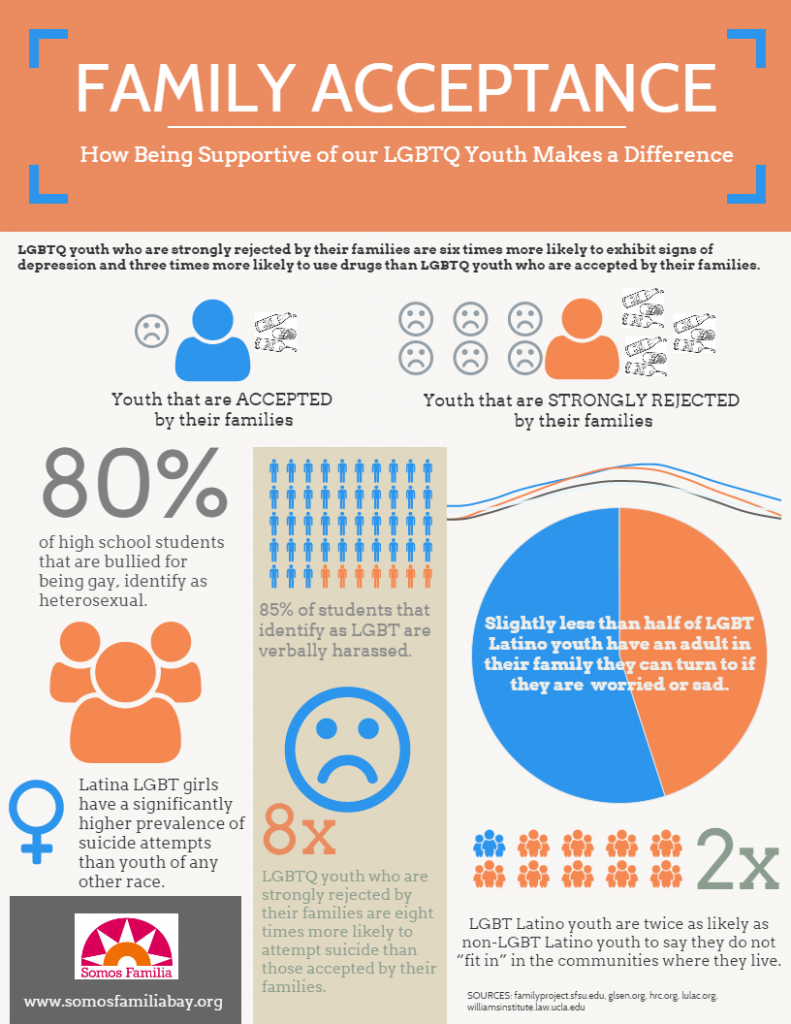 FAMILY ACCEPTANCE
How Being Supportive of our LGBTQ Youth Makes a Difference
LGBTQ youth who are strongly rejected by their families are six times more likely to exhibit signs of
depression and three times more likely to use drugs than LGBTQ youth who are accepted by their families.
Youth that are ACCEPTED
by their families
Youth that are STRONGLY REJECTED
by their families
80%
of high school students
that are bullied for
being gay, identify as
heterosexual.
Latina LGBT girls
have a significantly
higher prevalence of
suicide attempts
than youth of any
other race.
Somos Familia
www.somosfamiliabay.org
85% of students that
identify as LGBT are
verbally harassed.
8x
LGBTQ youth who are
strongly rejected by
their families are eight
times more likely to
attempt suicide than
those accepted by their
families.
Slightly less than half of LGBT
Latino youth have an adult in
their family they can turn to if
they are worried or sad.
2x
LGBT Latino youth are twice as likely as
non-LGBT Latino youth to say they do not
"fit in" in the communities where they live.
SOURCES: familyproject.sfsu.edu, glsen.org, hrc.org, lulac.org,
williamsinstitute.law.ucla.edu